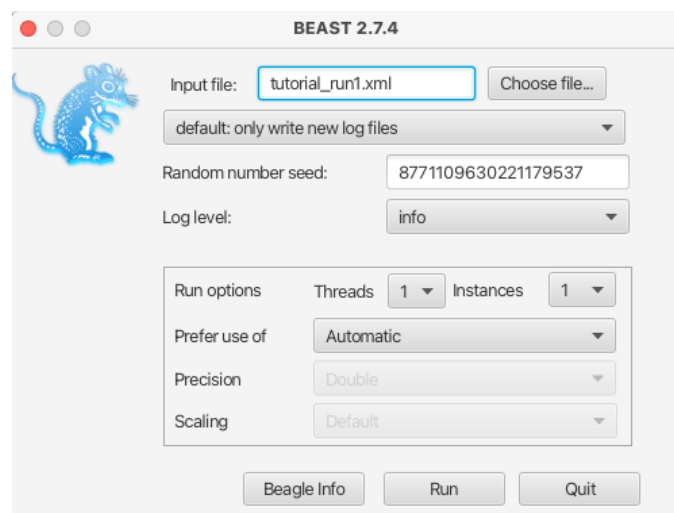 BEAST 2.7.4
Input file: tutorial_run1.xml Choose file...
default: only write new log files
Random number seed: 8771109630221179537
Log level: info
Run options Threads 1 Instances 1
Prefer use of Automatic
Precision Double
Scaling Default
Beagle Info Run Quit